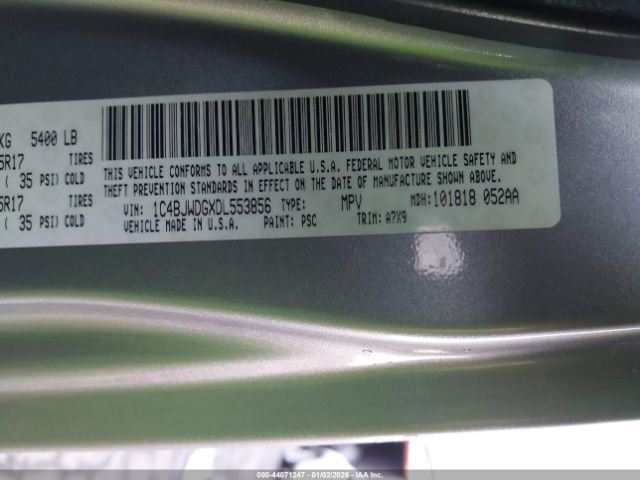 KG 5400 LB
5R17 TIRES
( 35 PSI) COLD
5R17 TIRES
( 35 PSI) COLD
THIS VEHICLE CONFORMS TO ALL APPLICABLE U.S.A. FEDERAL MOTOR VEHICLE SAFETY AND
THEFT PREVENTION STANDARDS IN EFFECT ON THE DATE OF MANUFACTURE SHOWN ABOVE.
VIN: 1C4BJWDGXDL553856 TYPE: MPV MDH: 101818 052AA
VEHICLE MADE IN U.S.A. PAINT: PSC TRIM: A7X9
000-44071247 - 01/02/2026 - IAA Inc.